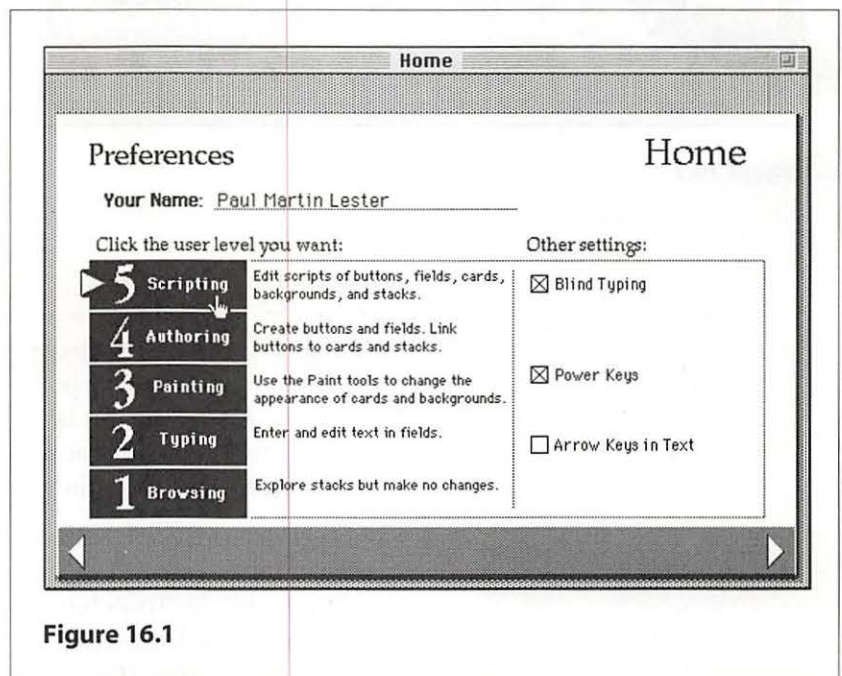 Home
Preferences
Home
Your Name: Paul Martin Lester
Click the user level you want:
Other settings:
5 Scripting
Edit scripts of buttons, fields, cards,
backgrounds, and stacks.
Blind Typing
4 Authoring
Create buttons and fields. Link
buttons to cards and stacks.
3 Painting
Use the Paint tools to change the
appearance of cards and backgrounds.
Power Keys
2 Typing
Enter and edit text in fields.
Arrow Keys in Text
1 Browsing
Explore stacks but make no changes.
Figure 16.1